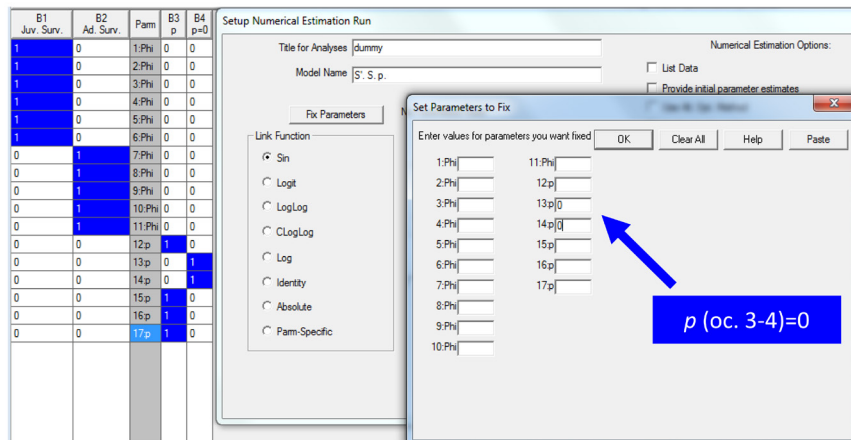 B1 B2 Parm B3 B4
Juv. Surv. Ad. Surv. p p=0
1 0 1:Phi 0 0
1 0 2:Phi 0 0
1 0 3:Phi 0 0
1 0 4:Phi 0 0
1 0 5:Phi 0 0
1 0 6:Phi 0 0
0 1 7:Phi 0 0
0 1 8:Phi 0 0
0 1 9:Phi 0 0
0 1 10:Phi 0 0
0 1 11:Phi 0 0
0 0 12:p 1 0
0 0 13:p 0 1
0 0 14:p 0 1
0 0 15:p 1 0
0 0 16:p 1 0
0 0 17:p 1 0
Setup Numerical Estimation Run
Title for Analyses dummy
Model Name S'. S. p.
Numerical Estimation Options:
List Data
Provide initial parameter estimates
Fix Parameters
Link Function
Sin
Logit
LogLog
CLogLog
Log
Identity
Absolute
Parm-Specific
Set Parameters to Fix
x
Enter values for parameters you want fixed
OK Clear All Help Paste
1:Phi 11:Phi
2:Phi 12:p
3:Phi 13:p 0
4:Phi 14:p 0
5:Phi 15:p
6:Phi 16:p
7:Phi 17:p
8:Phi
9:Phi
10:Phi
p (oc. 3-4)=0